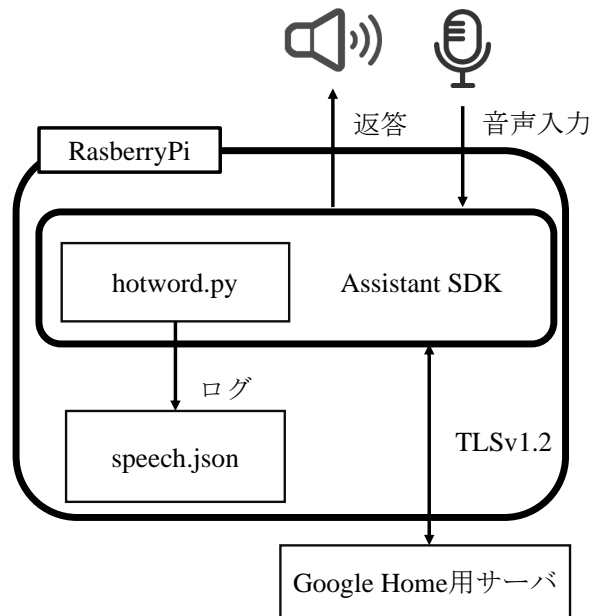 返答
音声入力
RasberryPi
hotword.py
Assistant SDK
ログ
speech.json
TLSv1.2
Google Home用サーバ